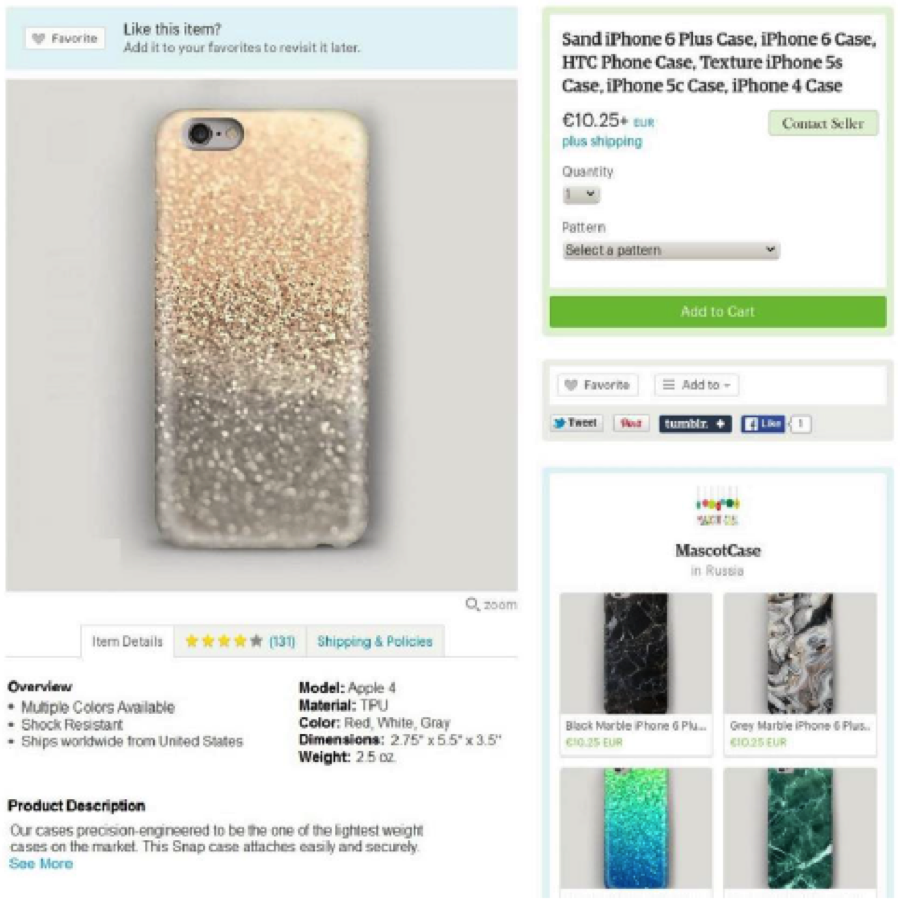 Favorite
Like this item?
Add it to your favorites to revisit it later.
zoom
Item Details
(131)
Shipping & Policies
Overview
• Multiple Colors Available
• Shock Resistant
• Ships worldwide from United States
Model: Apple 4
Material: TPU
Color: Red, White, Gray
Dimensions: 2.75" x 5.5" x 3.5"
Weight: 2.5 oz.
Product Description
Our cases precision-engineered to be the one of the lightest weight
cases on the market. This Snap case attaches easily and securely.
See More
Sand iPhone 6 Plus Case, iPhone 6 Case,
HTC Phone Case, Texture iPhone 5s
Case, iPhone 5c Case, iPhone 4 Case
€10.25+ EUR
plus shipping
Contact Seller
Quantity
1
Pattern
Select a pattern
Add to Cart
Favorite
Add to
Tweet
Pin it
tumblr. +
Like
1
MascotCase
in Russia
Black Marble iPhone 6 Plu...
€10.25 EUR
Grey Marble iPhone 6 Plus..
€10.25 EUR